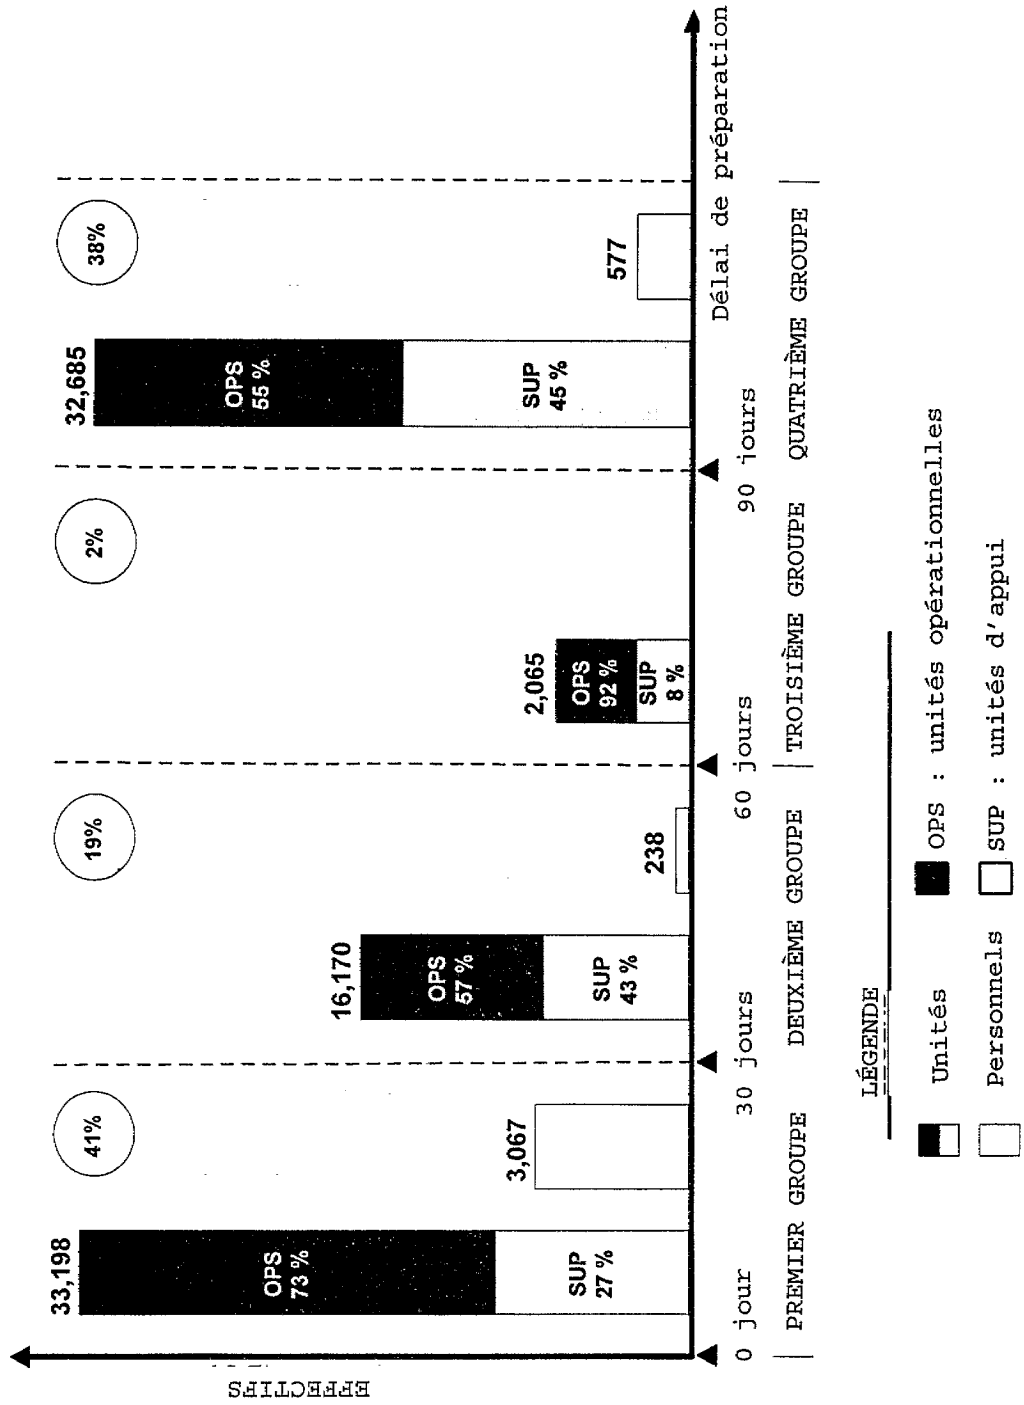 EFFECTIFS
33,198
OPS
73 %
SUP
27 %
3,067
41%
16,170
OPS
57 %
SUP
43 %
238
19%
2,065
OPS
92 %
SUP
8 %
2%
32,685
OPS
55 %
SUP
45 %
577
38%
0 jour
30 jours
60 jours
90 jours
Délai de préparation
PREMIER GROUPE
DEUXIÈME GROUPE
TROISIÈME GROUPE
QUATRIÈME GROUPE
LÉGENDE
Unités
OPS : unités opérationnelles
Personnels
SUP : unités d'appui